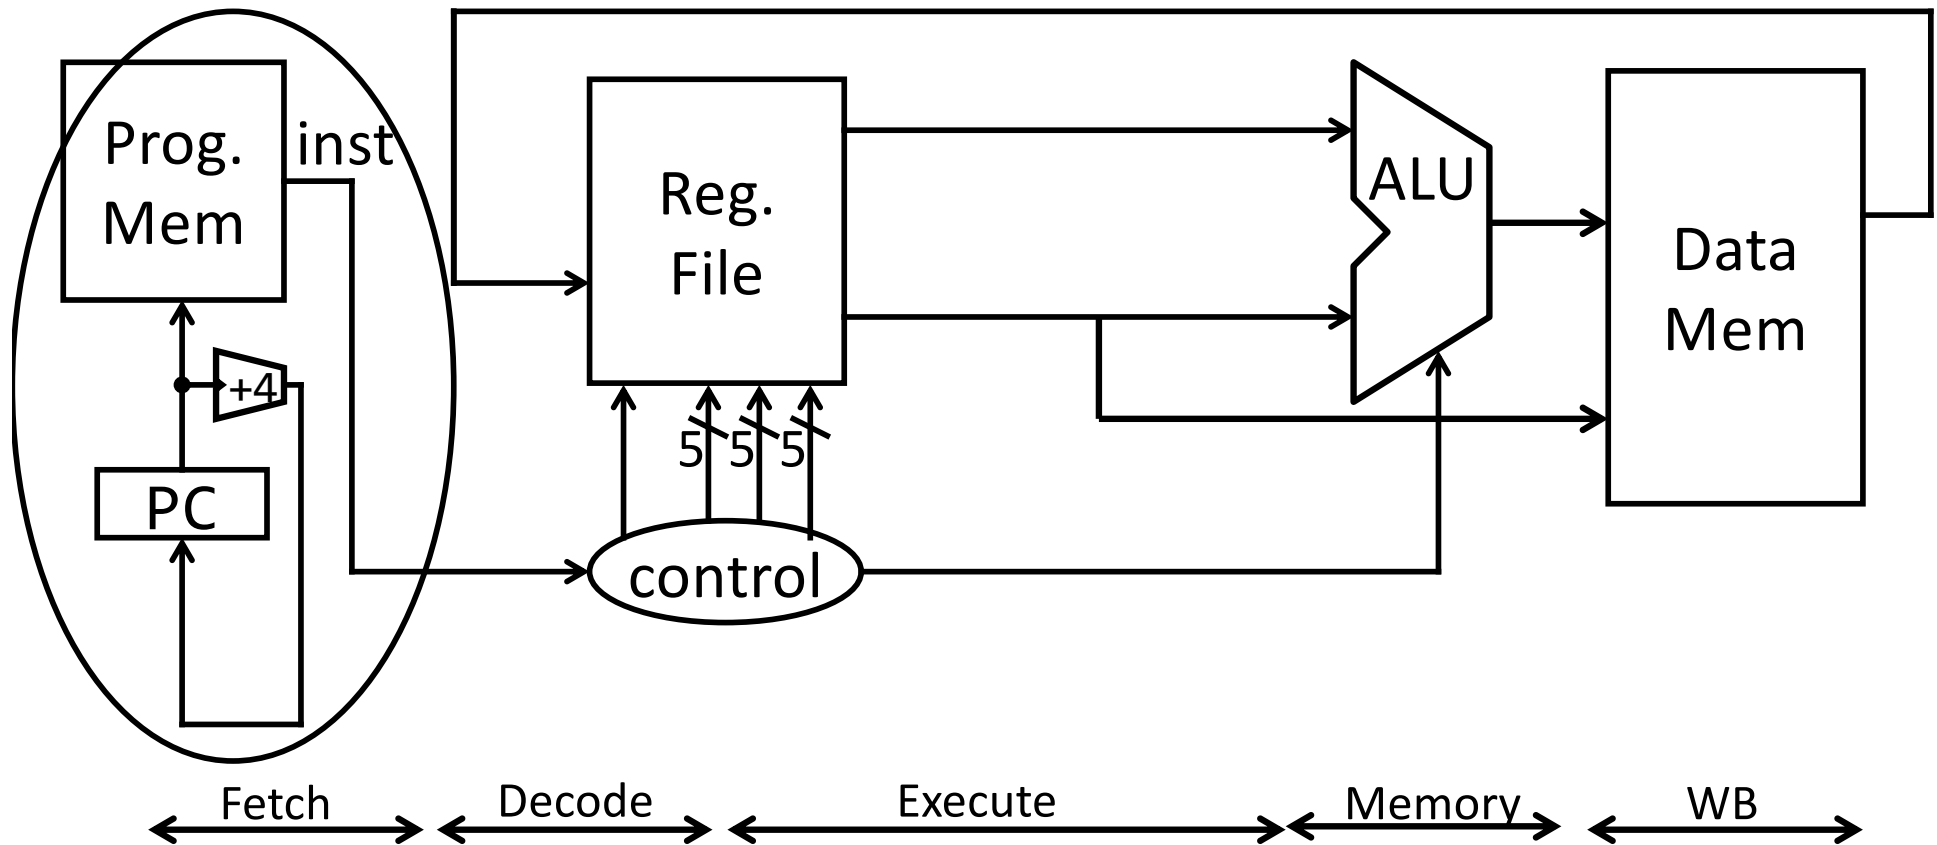 Prog.
Mem
inst
+4
PC
Reg.
File
5 5 5
control
ALU
Data
Mem
Fetch
Decode
Execute
Memory
WB